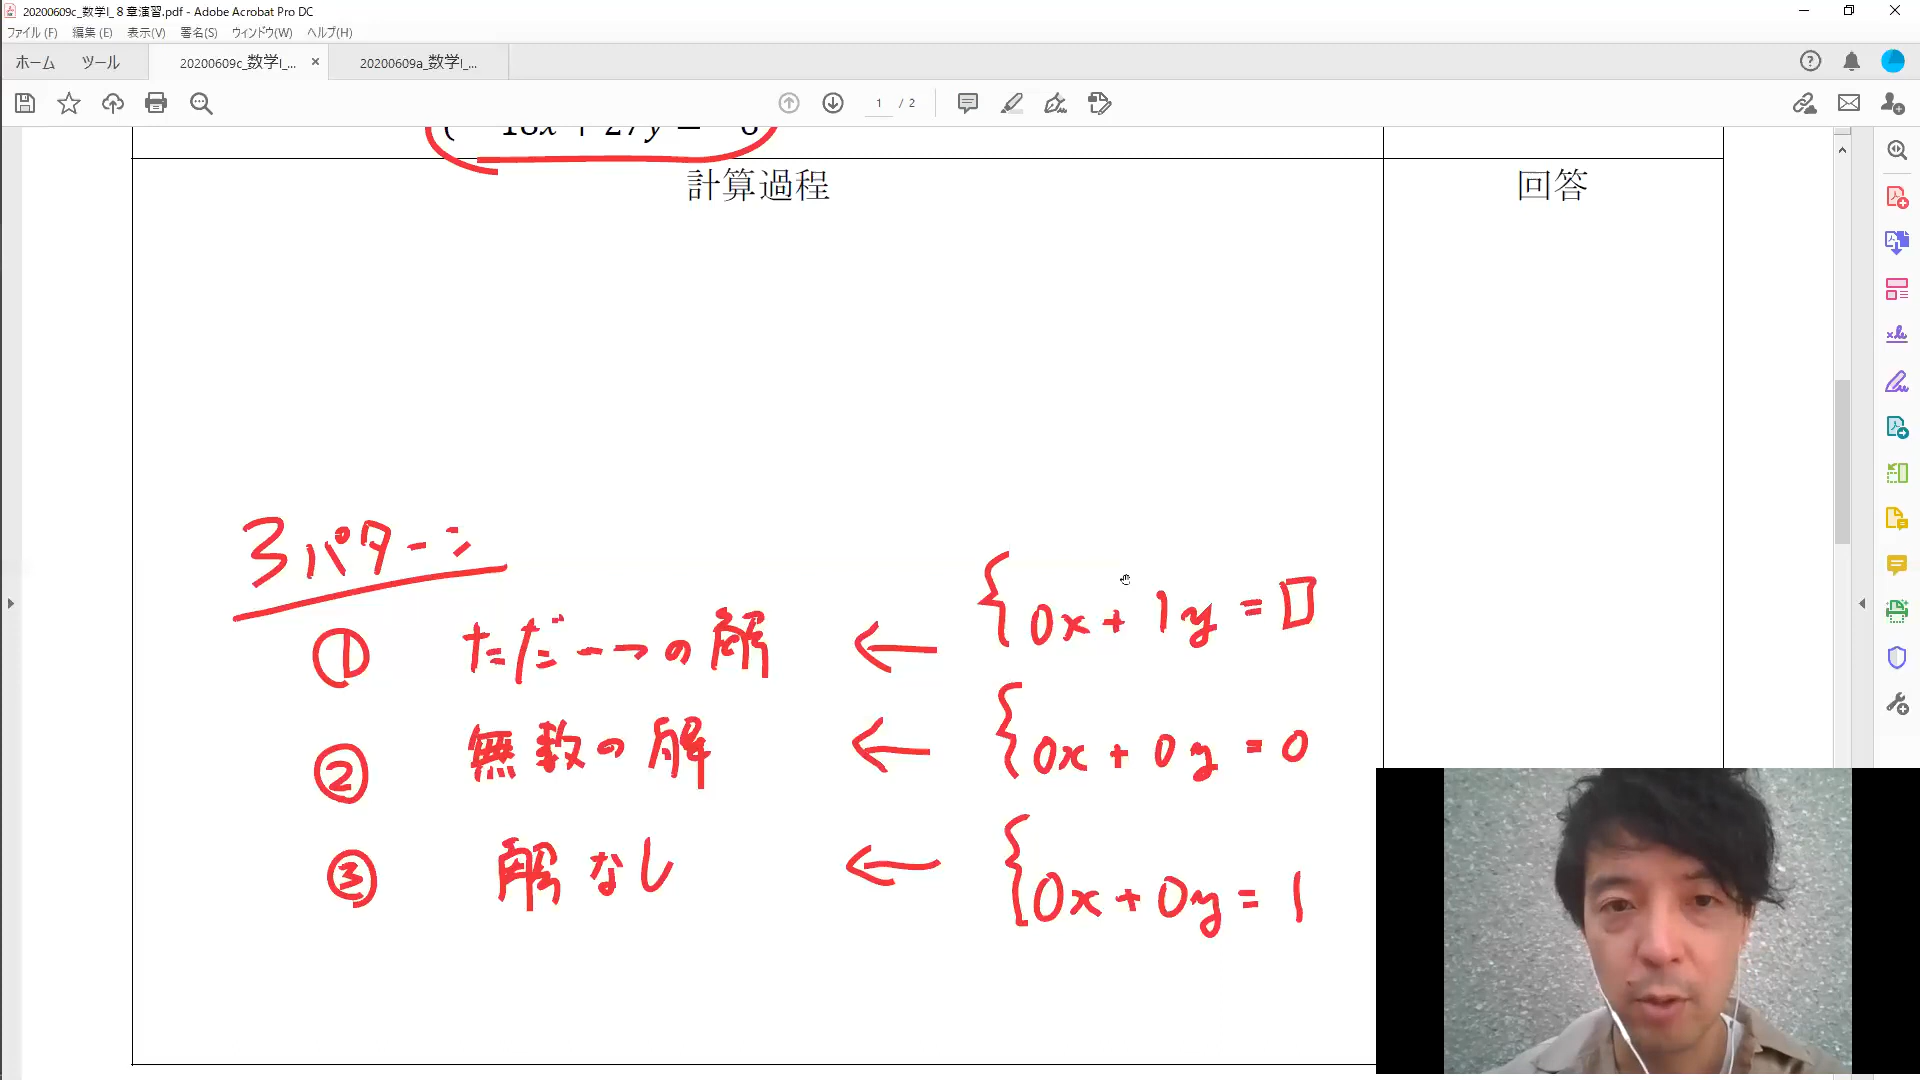 20200609c_数学I_８章演習.pdf - Adobe Acrobat Pro DC
ファイル(F) 編集(E) 表示(V) 署名(S) ウィンドウ(W) ヘルプ(H)
ホーム ツール 20200609c_数学I_... × 20200609a_数学I_...
1 / 2
計算過程 回答
3パターン
① ただ一つの解 ← { 0x + 1y = □
② 無数の解 ← { 0x + 0y = 0
③ 解なし ← { 0x + 0y = 1